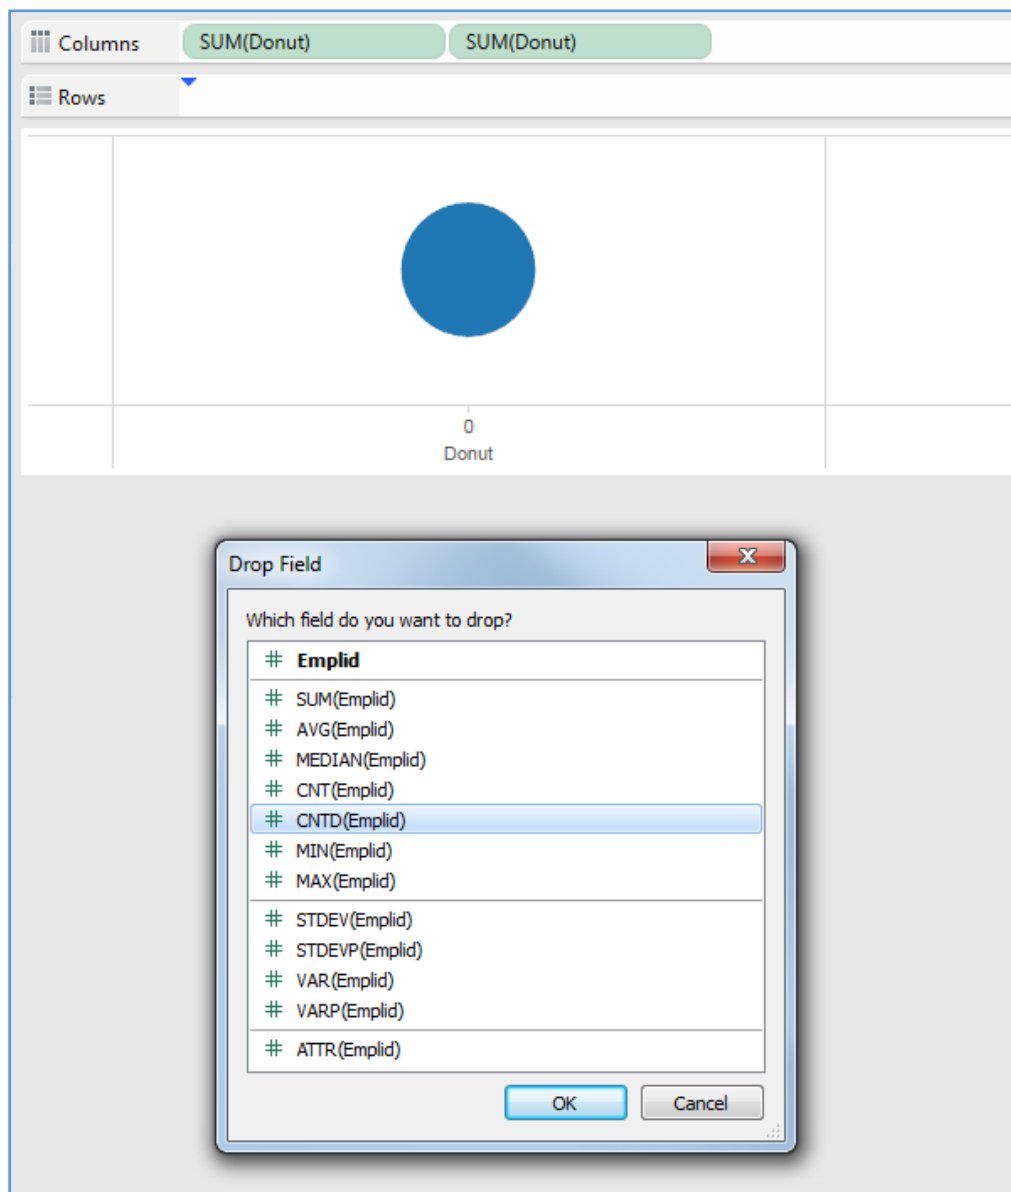 Columns SUM(Donut) SUM(Donut)
Rows
0
Donut
Drop Field
Which field do you want to drop?
Emplid
SUM(Emplid)
AVG(Emplid)
MEDIAN(Emplid)
CNT(Emplid)
CNTD(Emplid)
MIN(Emplid)
MAX(Emplid)
STDEV(Emplid)
STDEVP(Emplid)
VAR(Emplid)
VARP(Emplid)
ATTR(Emplid)
OK Cancel